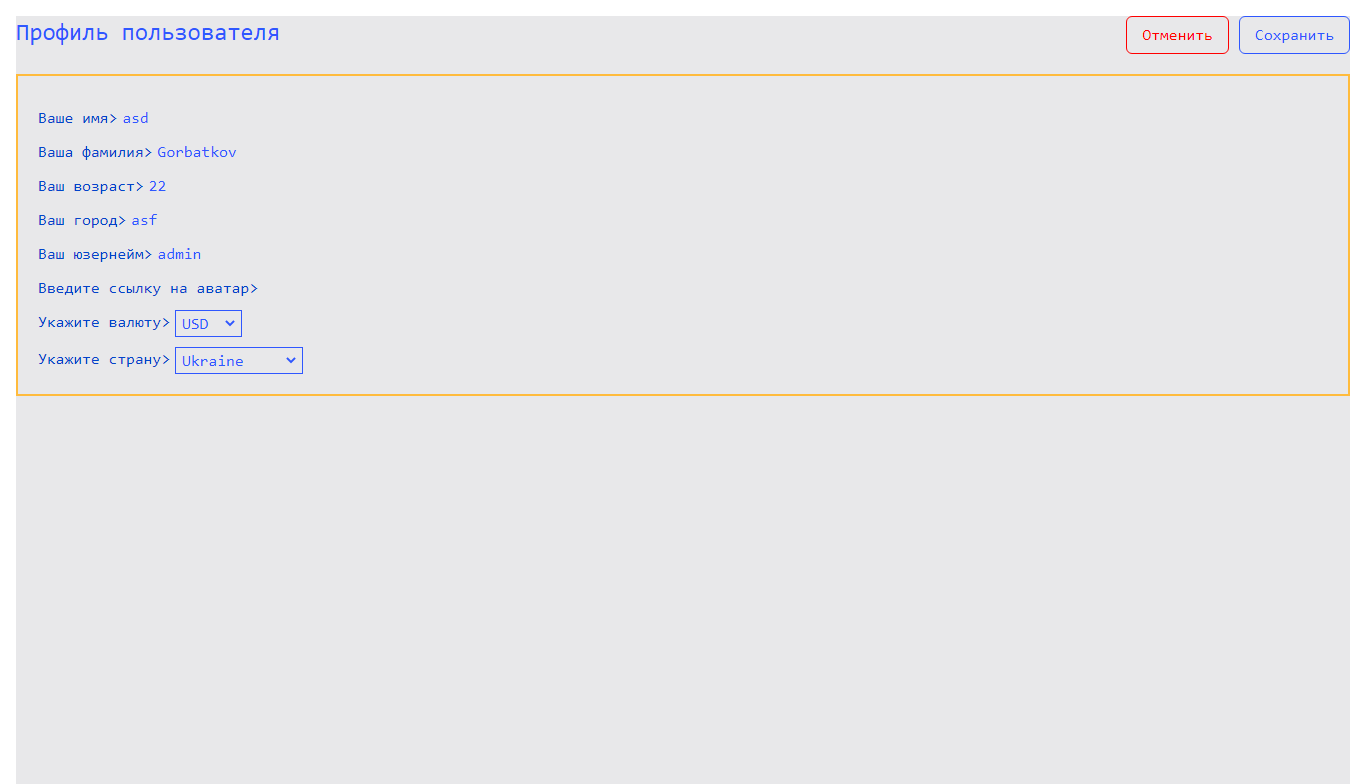 Профиль пользователя
Отменить
Сохранить
Ваше имя> asd
Ваша фамилия> Gorbatkov
Ваш возраст> 22
Ваш город> asf
Ваш юзернейм> admin
Введите ссылку на аватар>
Укажите валюту> USD
Укажите страну> Ukraine